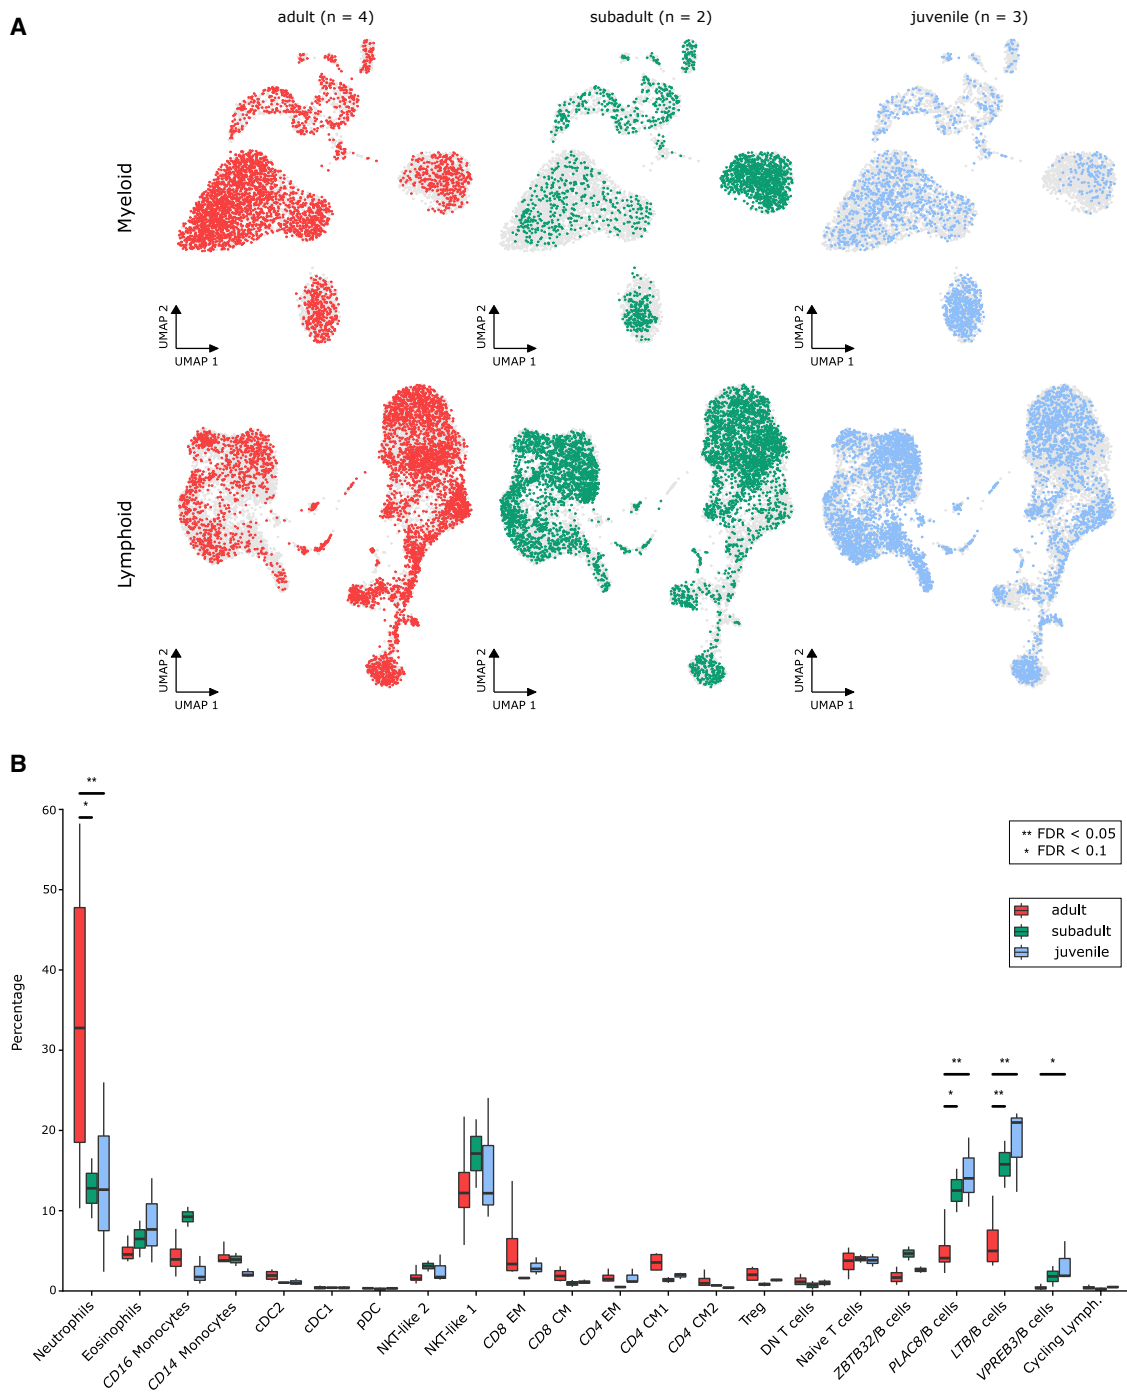 A
adult (n = 4)
subadult (n = 2)
juvenile (n = 3)
Myeloid
UMAP 2
UMAP 1
UMAP 2
UMAP 1
UMAP 2
UMAP 1
Lymphoid
UMAP 2
UMAP 1
UMAP 2
UMAP 1
UMAP 2
UMAP 1
B
**
*
60
50
40
30
20
10
0
Percentage
** FDR < 0.05
* FDR < 0.1
adult
subadult
juvenile
**
*
**
**
*
Neutrophils
Eosinophils
CD16 Monocytes
CD14 Monocytes
cDC2
cDC1
pDC
NKT-like 2
NKT-like 1
CD8 EM
CD8 CM
CD4 EM
CD4 CM1
CD4 CM2
Treg
DN T cells
Naive T cells
ZBTB32/B cells
PLAC8/B cells
LTB/B cells
VPREB3/B cells
Cycling Lymph.